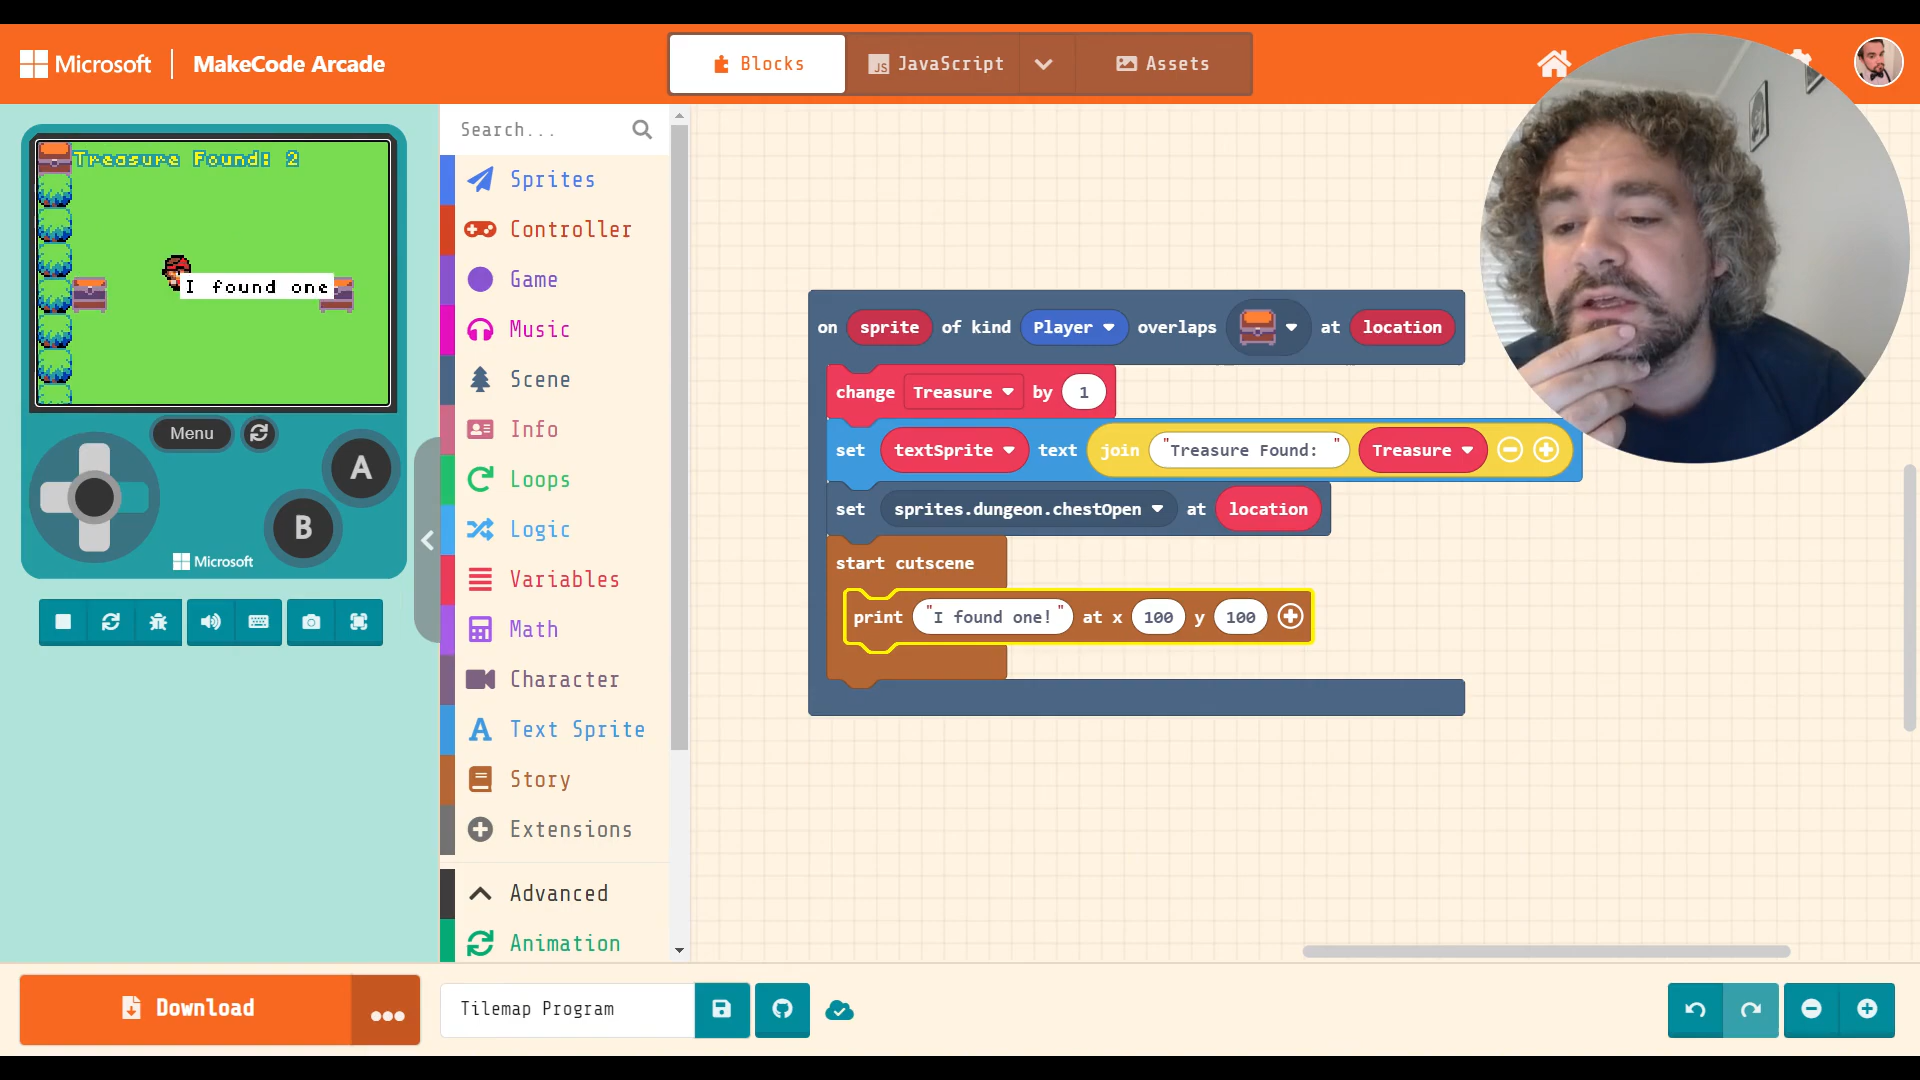 Microsoft MakeCode Arcade
Blocks
JavaScript
Assets
Treasure Found: 2
I found one
Menu
A
B
Microsoft
Search...
Sprites
Controller
Game
Music
Scene
Info
Loops
Logic
Variables
Math
Character
Text Sprite
Story
Extensions
Advanced
Animation
on sprite of kind Player overlaps at location
change Treasure by 1
set textSprite text join "Treasure Found: " Treasure
set sprites.dungeon.chestOpen at location
start cutscene
print "I found one!" at x 100 y 100
Download
Tilemap Program